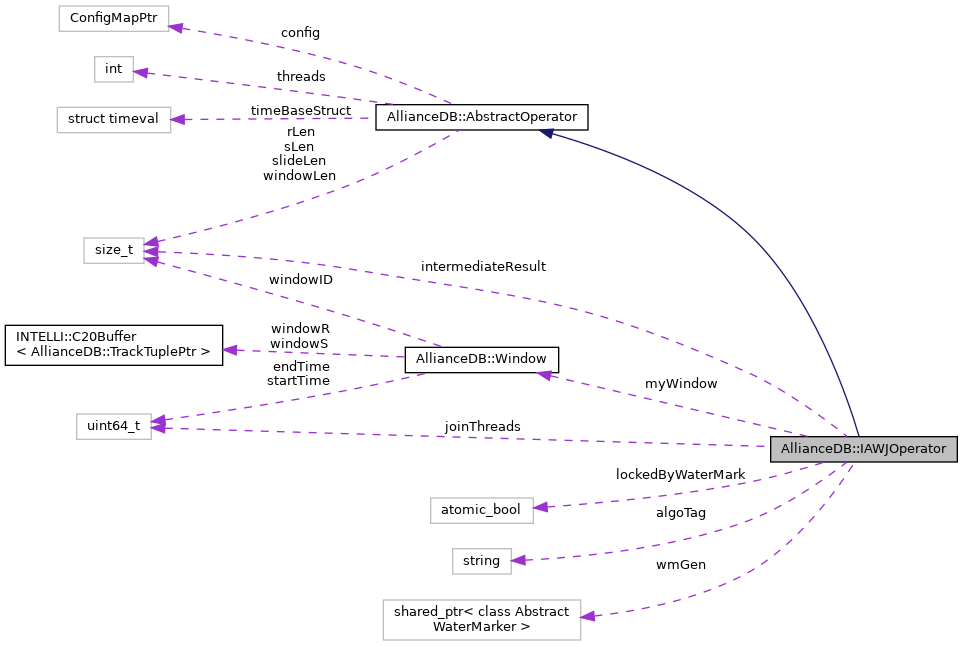 ConfigMapPtr
config
int
threads
struct timeval
timeBaseStruct
AllianceDB::AbstractOperator
rLen
sLen
slideLen
windowLen
size_t
intermediateResult
windowID
INTELLI::C20Buffer
< AllianceDB::TrackTuplePtr >
windowR
windowS
AllianceDB::Window
endTime
startTime
myWindow
uint64_t
joinThreads
AllianceDB::IAWJOperator
lockedByWaterMark
atomic_bool
algoTag
string
wmGen
shared_ptr< class Abstract
WaterMarker >